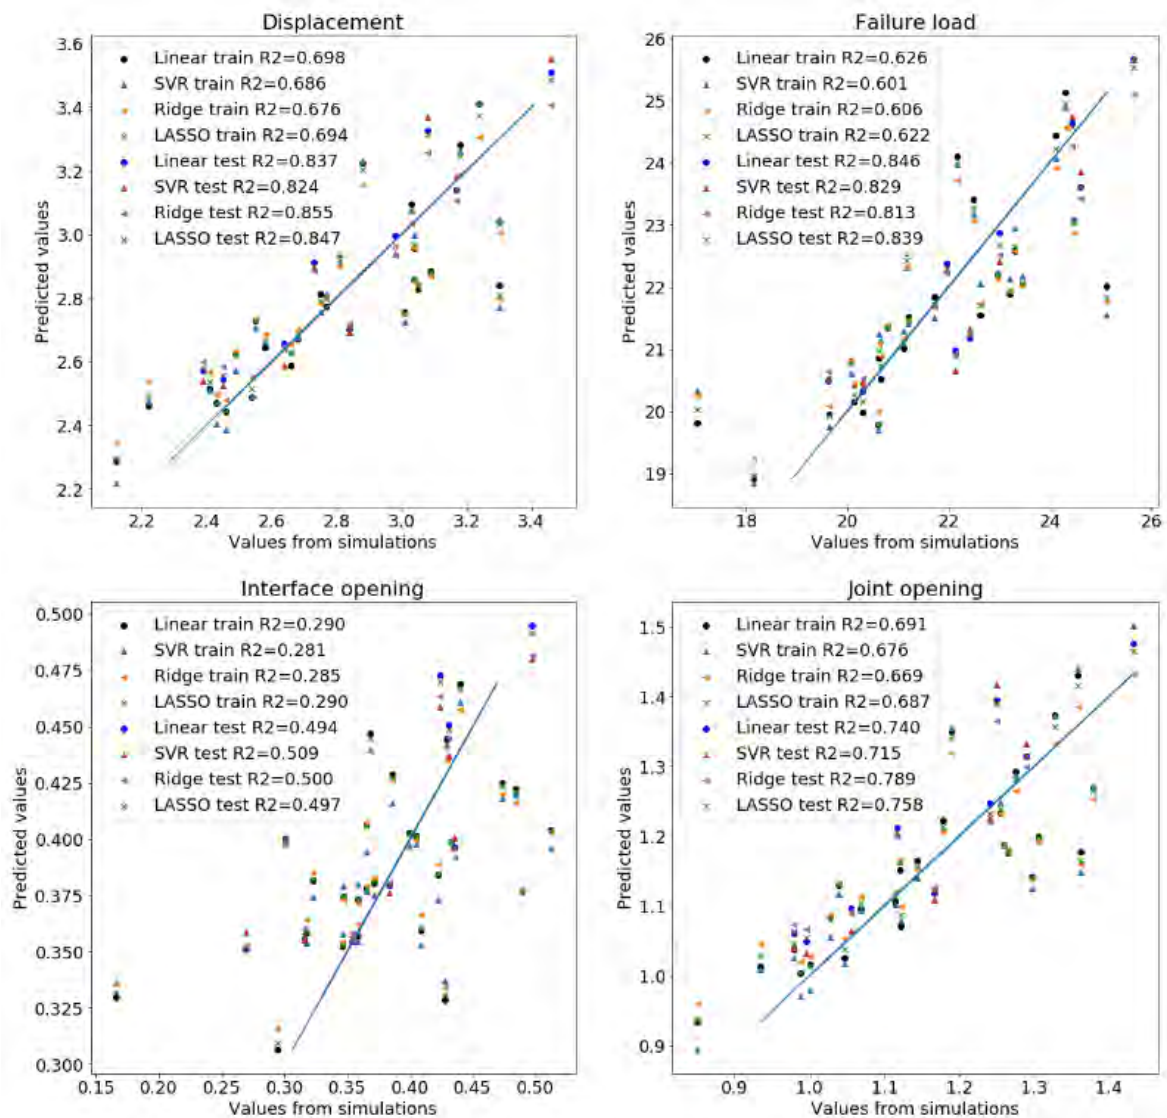 Displacement
Linear train R2=0.698
SVR train R2=0.686
Ridge train R2=0.676
LASSO train R2=0.694
Linear test R2=0.837
SVR test R2=0.824
Ridge test R2=0.855
LASSO test R2=0.847
3.6
3.4
3.2
3.0
2.8
2.6
2.4
2.2
Predicted values
2.2 2.4 2.6 2.8 3.0 3.2 3.4
Values from simulations
Failure load
Linear train R2=0.626
SVR train R2=0.601
Ridge train R2=0.606
LASSO train R2=0.622
Linear test R2=0.846
SVR test R2=0.829
Ridge test R2=0.813
LASSO test R2=0.839
26
25
24
23
22
21
20
19
Predicted values
18 20 22 24 26
Values from simulations
Interface opening
Linear train R2=0.290
SVR train R2=0.281
Ridge train R2=0.285
LASSO train R2=0.290
Linear test R2=0.494
SVR test R2=0.509
Ridge test R2=0.500
LASSO test R2=0.497
0.500
0.475
0.450
0.425
0.400
0.375
0.350
0.325
0.300
Predicted values
0.15 0.20 0.25 0.30 0.35 0.40 0.45 0.50
Values from simulations
Joint opening
Linear train R2=0.691
SVR train R2=0.676
Ridge train R2=0.669
LASSO train R2=0.687
Linear test R2=0.740
SVR test R2=0.715
Ridge test R2=0.789
LASSO test R2=0.758
1.5
1.4
1.3
1.2
1.1
1.0
0.9
Predicted values
0.9 1.0 1.1 1.2 1.3 1.4
Values from simulations